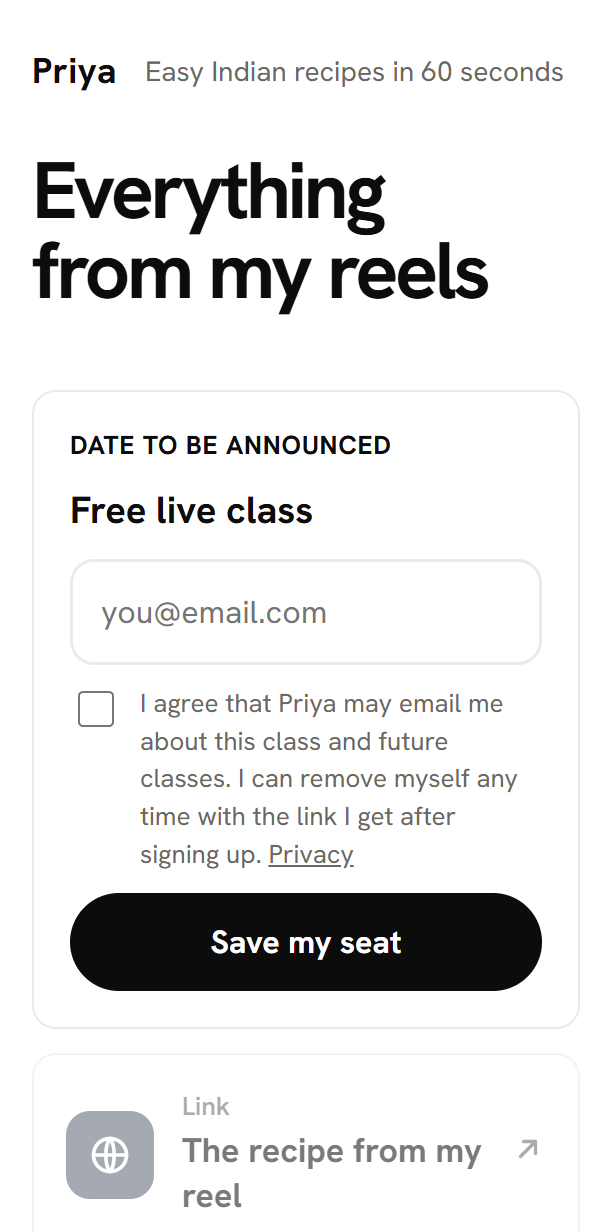 Priya Easy Indian recipes in 60 seconds
Everything
from my reels
DATE TO BE ANNOUNCED
Free live class
you@email.com
I agree that Priya may email me
about this class and future
classes. I can remove myself any
time with the link I get after
signing up. Privacy
Save my seat
Link
The recipe from my
reel